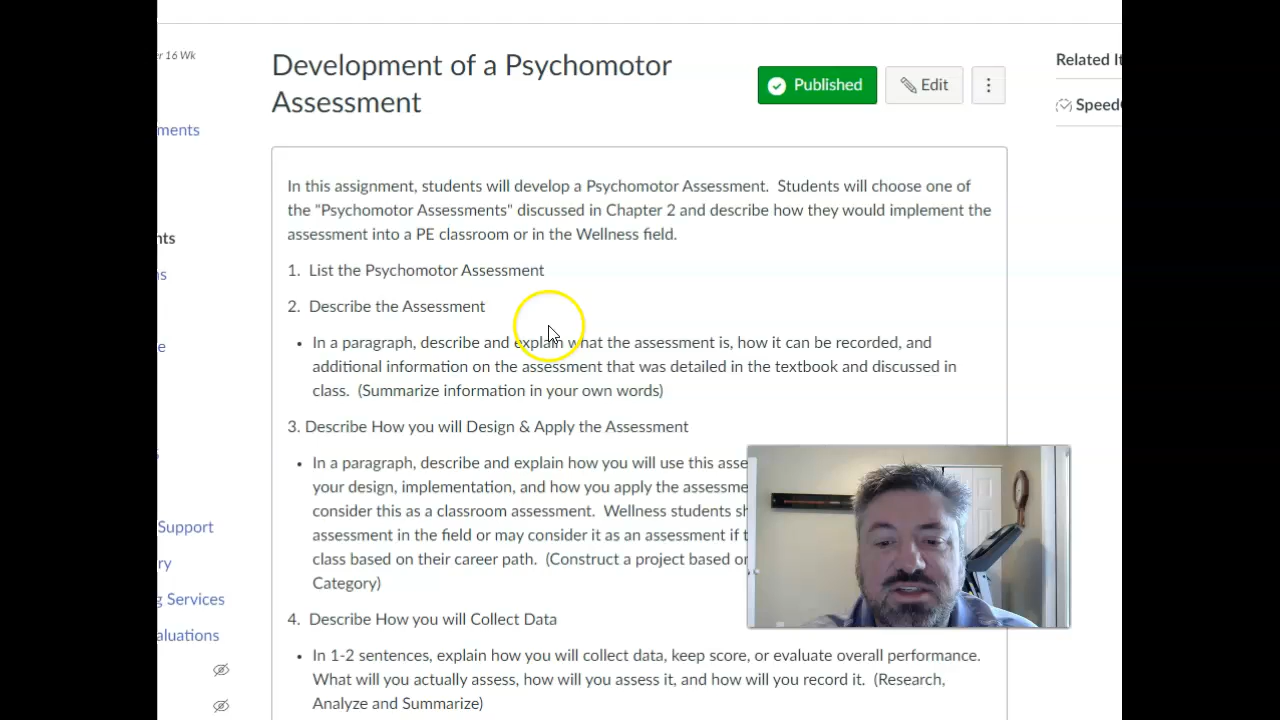 er 16 Wk
Development of a Psychomotor
Assessment
Published
Edit
Related It
Speed
ments
In this assignment, students will develop a Psychomotor Assessment.  Students will choose one of
the "Psychomotor Assessments" discussed in Chapter 2 and describe how they would implement the
assessment into a PE classroom or in the Wellness field.
nts
1.  List the Psychomotor Assessment
ns
2.  Describe the Assessment
• In a paragraph, describe and explain what the assessment is, how it can be recorded, and
additional information on the assessment that was detailed in the textbook and discussed in
class.  (Summarize information in your own words)
e
3. Describe How you will Design & Apply the Assessment
s
• In a paragraph, describe and explain how you will use this asse
your design, implementation, and how you apply the assessme
consider this as a classroom assessment.  Wellness students s
assessment in the field or may consider it as an assessment if t
class based on their career path.  (Construct a project based o
Category)
Support
ry
g Services
aluations
4.  Describe How you will Collect Data
• In 1-2 sentences, explain how you will collect data, keep score, or evaluate overall performance.
What will you actually assess, how will you assess it, and how will you record it.  (Research,
Analyze and Summarize)